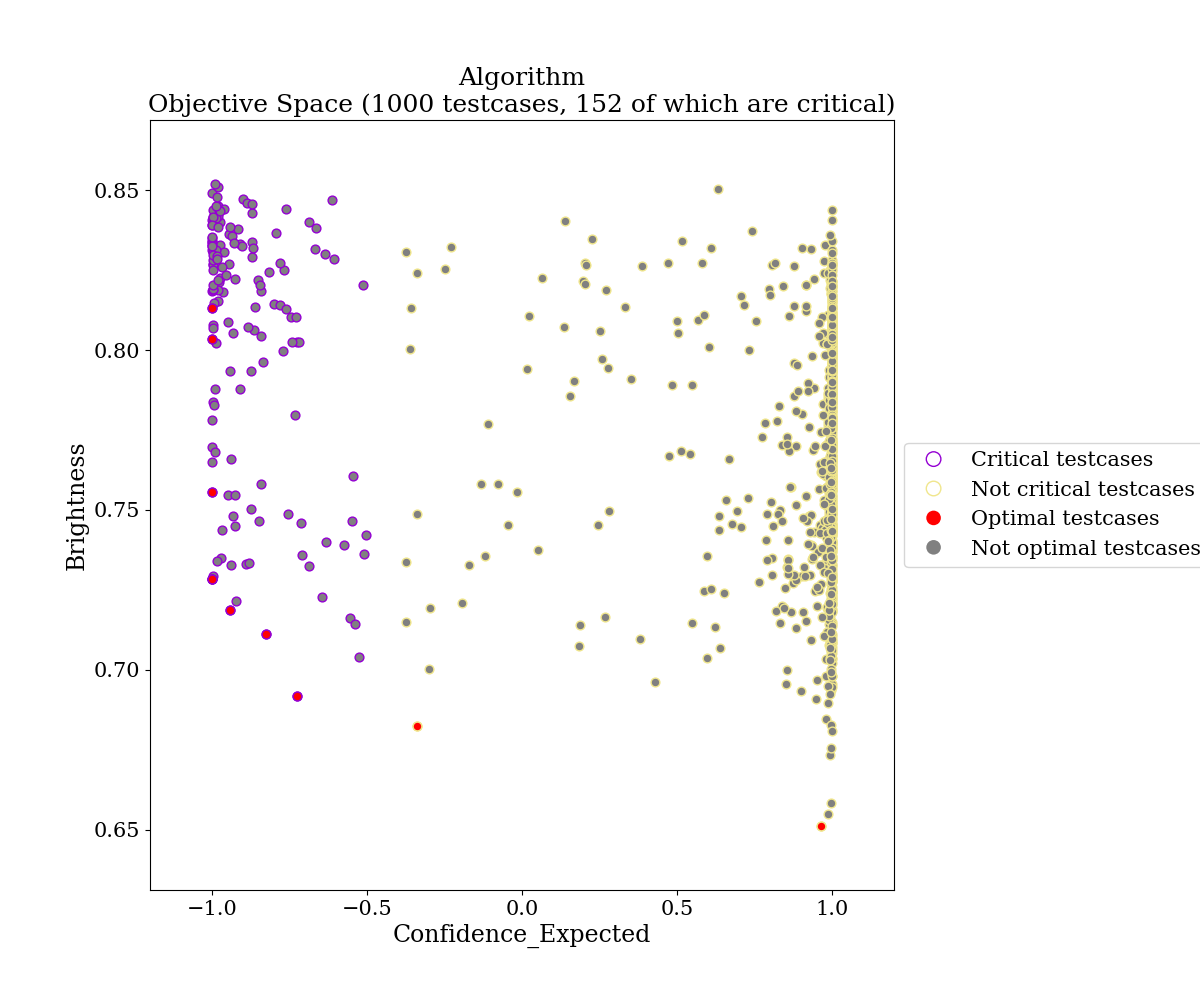 Algorithm
Objective Space (1000 testcases, 152 of which are critical)
0.85
0.80
0.75
0.70
0.65
Brightness
−1.0
−0.5
0.0
0.5
1.0
Confidence_Expected
Critical testcases
Not critical testcases
Optimal testcases
Not optimal testcases